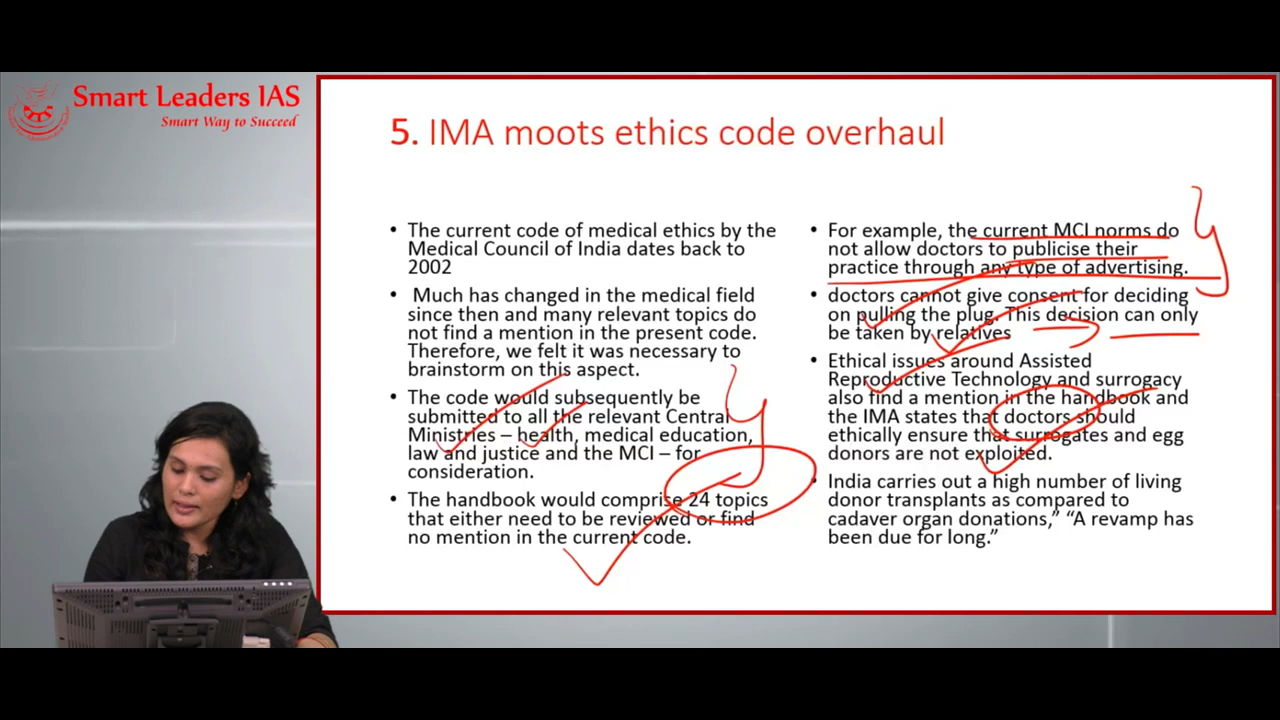 Smart Leaders IAS
Smart Way to Succeed
5. IMA moots ethics code overhaul
• The current code of medical ethics by the
Medical Council of India dates back to
2002
• Much has changed in the medical field
since then and many relevant topics do
not find a mention in the present code.
Therefore, we felt it was necessary to
brainstorm on this aspect.
• The code would subsequently be
submitted to all the relevant Central
Ministries – health, medical education,
law and justice and the MCI – for
consideration.
• The handbook would comprise 24 topics
that either need to be reviewed or find
no mention in the current code.
• For example, the current MCI norms do
not allow doctors to publicise their
practice through any type of advertising.
• doctors cannot give consent for deciding
on pulling the plug. This decision can only
be taken by relatives
• Ethical issues around Assisted
Reproductive Technology and surrogacy
also find a mention in the handbook and
the IMA states that doctors should
ethically ensure that surrogates and egg
donors are not exploited.
• India carries out a high number of living
donor transplants as compared to
cadaver organ donations,” “A revamp has
been due for long.”